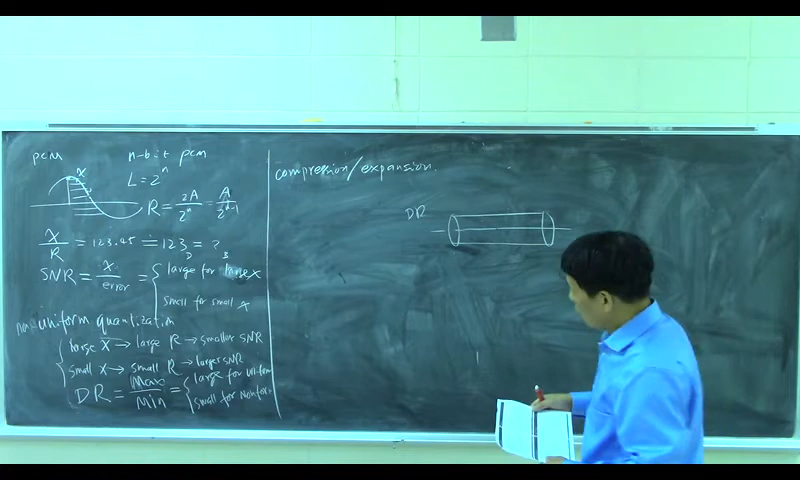 pcm
n-bit pcm
L = 2^n
x
R = 2A/2^n = A/2^n-1
x/R = 123.45 = 123_D = ?_B
SNR = x/error = { large for large x
small for small x
non-uniform quantization
{ large x → large R → smaller SNR
small x → small R → larger SNR
DR = Max/Min = { large for uniform
small for
compression/expansion.
DR